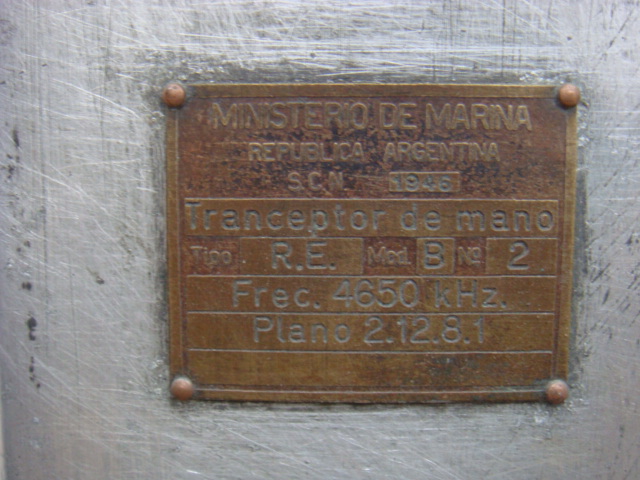 MINISTERIO DE MARINA
REPUBLICA ARGENTINA
S.C.N. 1946
Tranceptor de mano
Tipo R.E. Mod. B Nº 2
Frec. 4650 kHz.
Plano 2.12.8.1